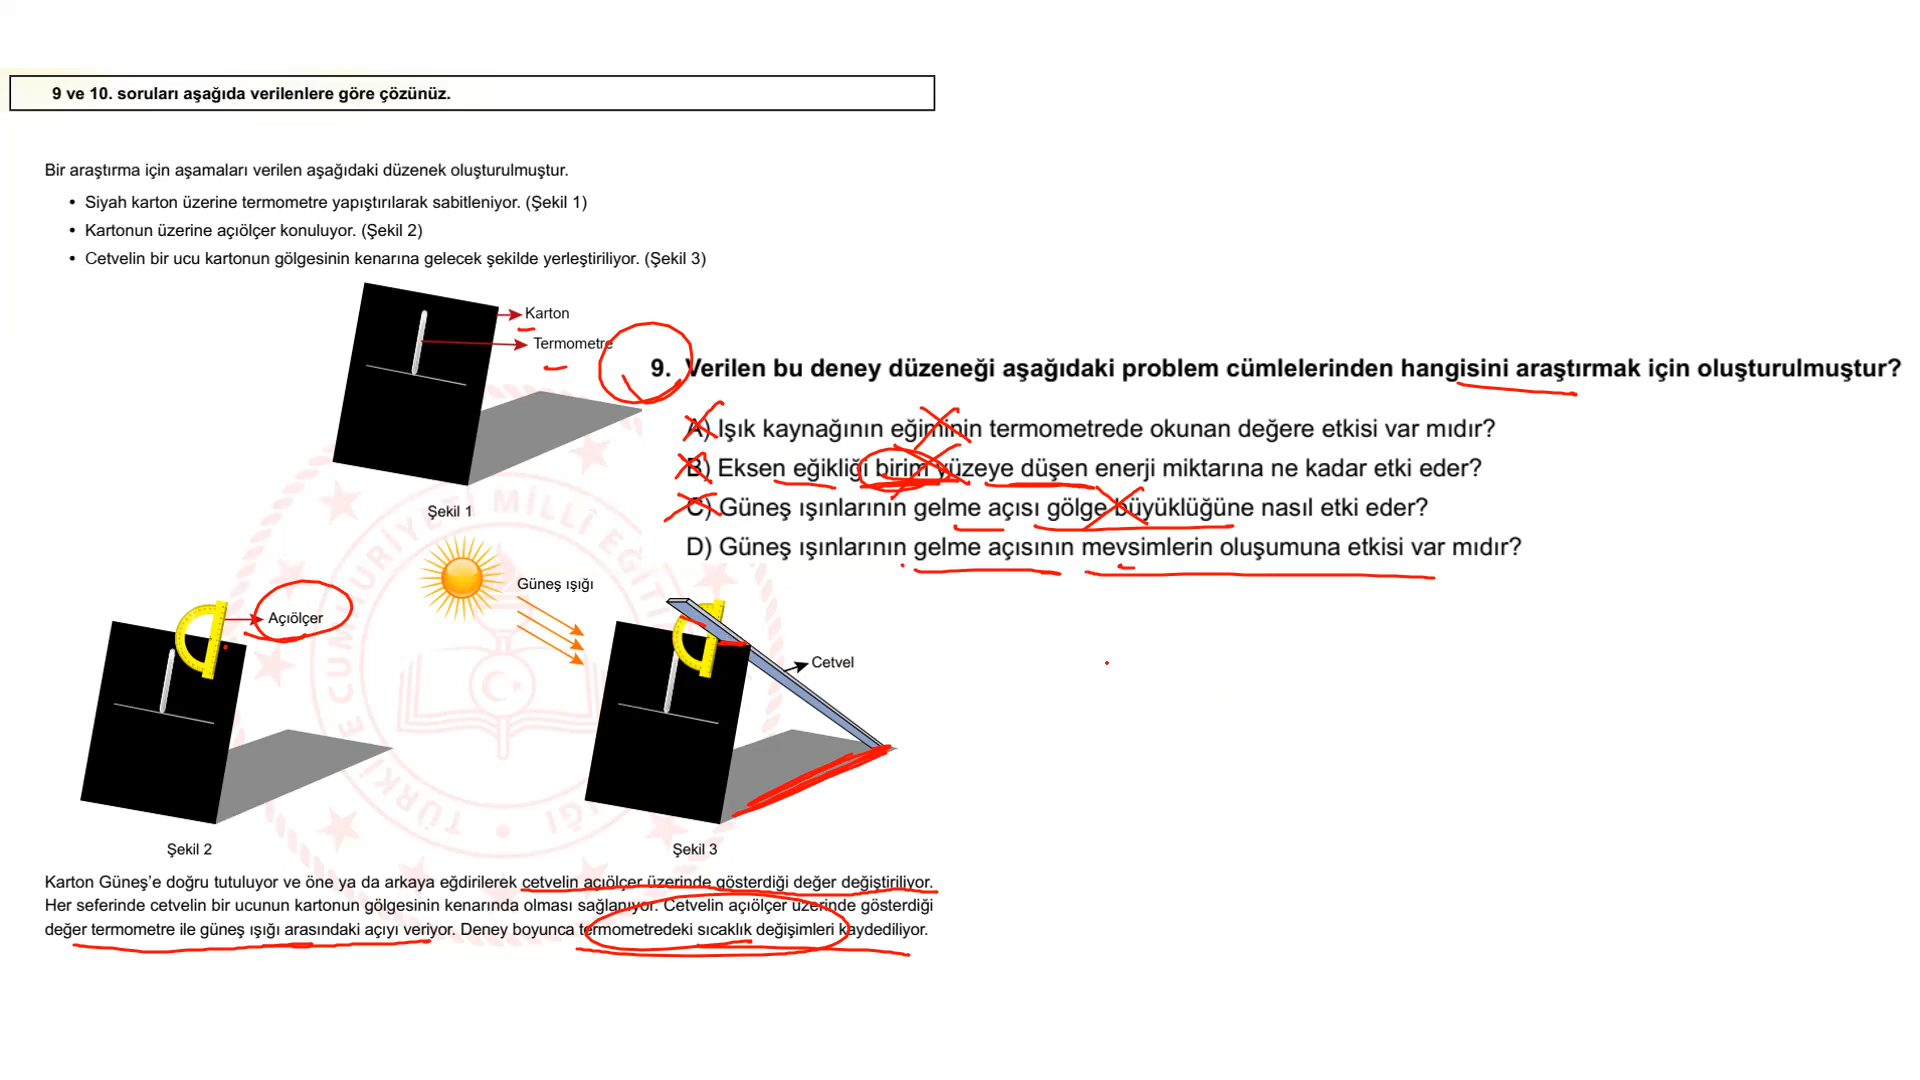 9 ve 10. soruları aşağıda verilenlere göre çözünüz.
Bir araştırma için aşamaları verilen aşağıdaki düzenek oluşturulmuştur.
• Siyah karton üzerine termometre yapıştırılarak sabitleniyor. (Şekil 1)
• Kartonun üzerine açıölçer konuluyor. (Şekil 2)
• Cetvelin bir ucu kartonun gölgesinin kenarına gelecek şekilde yerleştiriliyor. (Şekil 3)
Karton
Termometre
Şekil 1
9. Verilen bu deney düzeneği aşağıdaki problem cümlelerinden hangisini araştırmak için oluşturulmuştur?
A) Işık kaynağının eğiminin termometrede okunan değere etkisi var mıdır?
B) Eksen eğikliği birim yüzeye düşen enerji miktarına ne kadar etki eder?
C) Güneş ışınlarının gelme açısı gölge büyüklüğüne nasıl etki eder?
D) Güneş ışınlarının gelme açısının mevsimlerin oluşumuna etkisi var mıdır?
Güneş ışığı
Açıölçer
Cetvel
Şekil 2
Şekil 3
Karton Güneş'e doğru tutuluyor ve öne ya da arkaya eğdirilerek cetvelin açıölçer üzerinde gösterdiği değer değiştiriliyor.
Her seferinde cetvelin bir ucunun kartonun gölgesinin kenarında olması sağlanıyor. Cetvelin açıölçer üzerinde gösterdiği
değer termometre ile güneş ışığı arasındaki açıyı veriyor. Deney boyunca termometredeki sıcaklık değişimleri kaydediliyor.